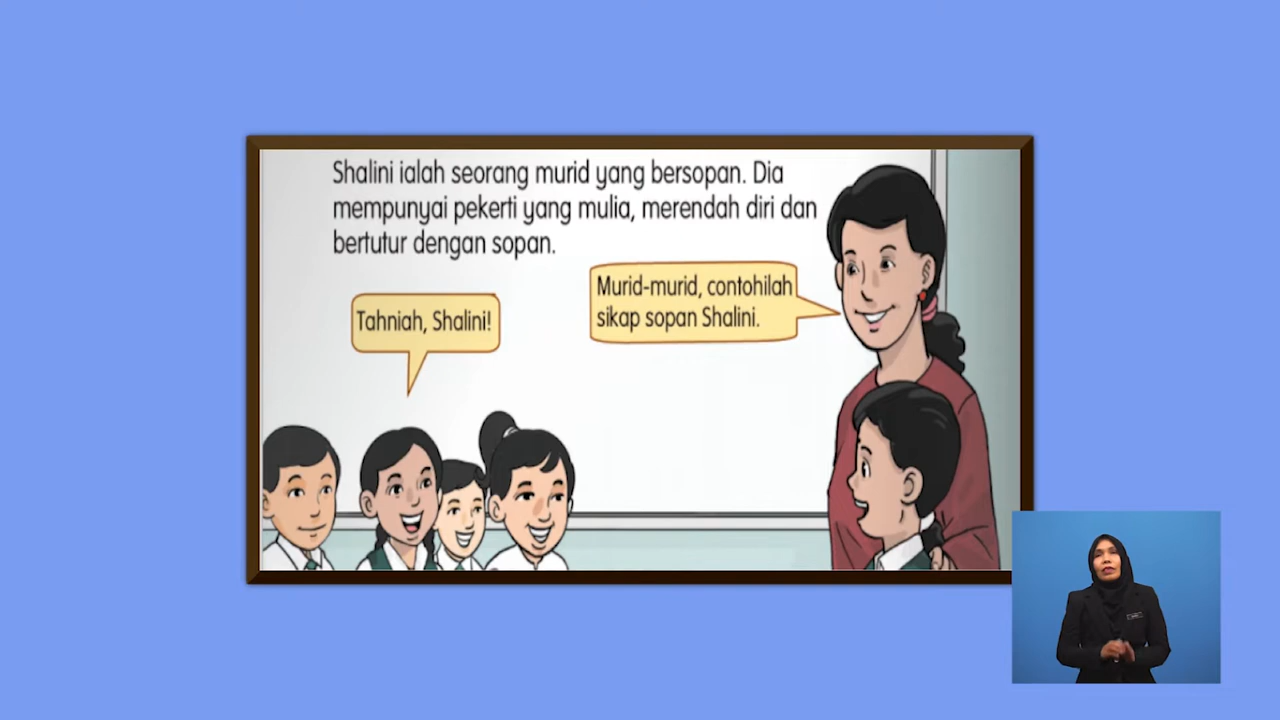 Shalini ialah seorang murid yang bersopan. Dia
mempunyai pekerti yang mulia, merendah diri dan
bertutur dengan sopan.
Murid-murid, contohilah
sikap sopan Shalini.
Tahniah, Shalini!